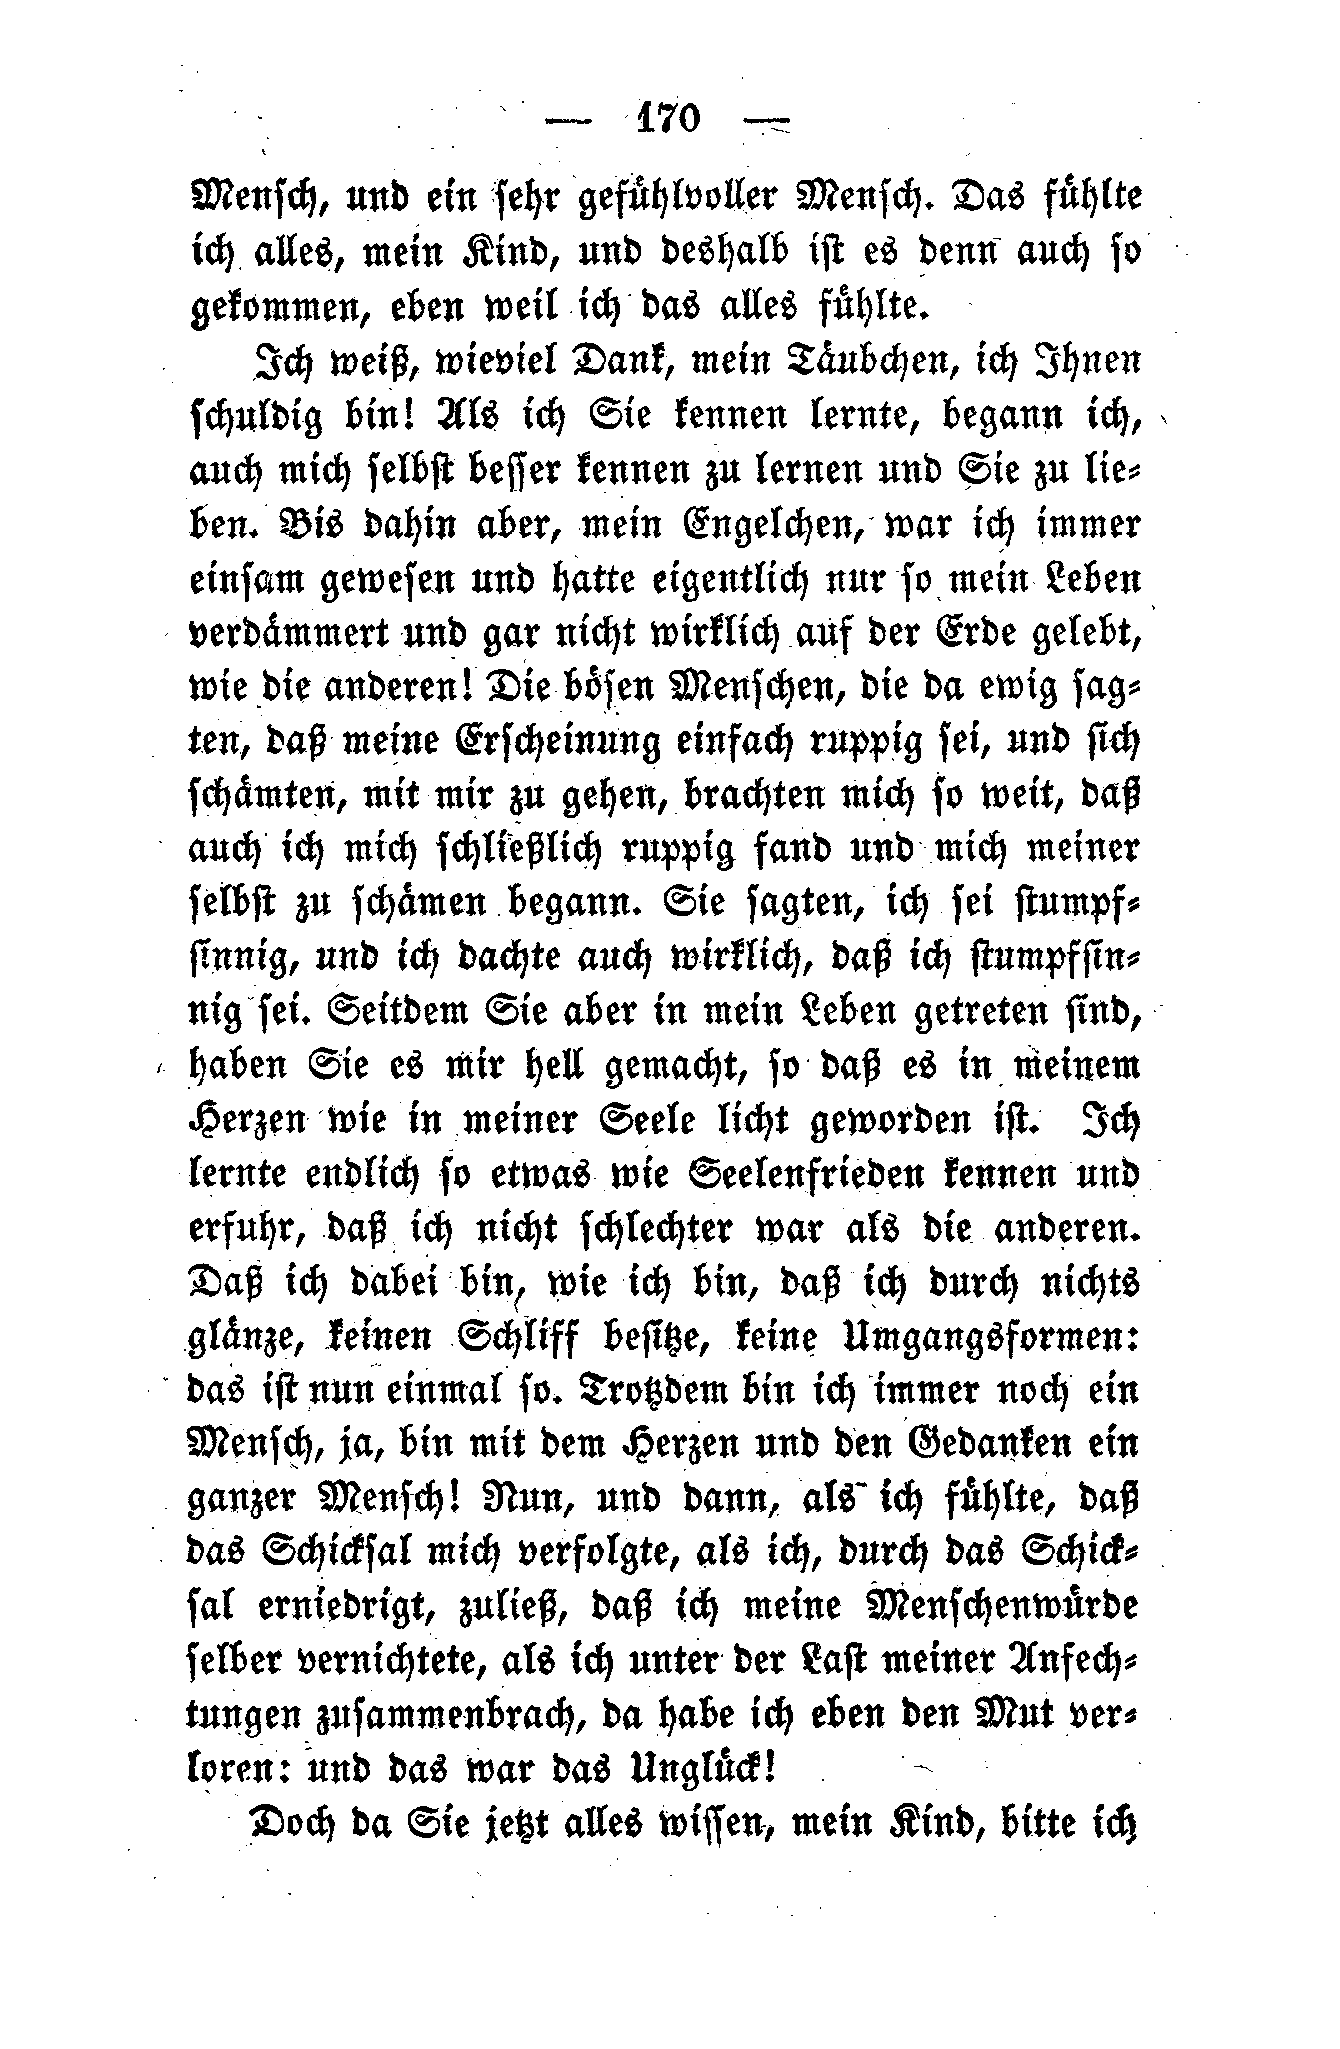 — 170 —
Mensch, und ein sehr gefühlvoller Mensch. Das fühlte
ich alles, mein Kind, und deshalb ist es denn auch so
gekommen, eben weil ich das alles fühlte.
Ich weiß, wieviel Dank, mein Täubchen, ich Ihnen
schuldig bin! Als ich Sie kennen lernte, begann ich,
auch mich selbst besser kennen zu lernen und Sie zu lie-
ben. Bis dahin aber, mein Engelchen, war ich immer
einsam gewesen und hatte eigentlich nur so mein Leben
verdämmert und gar nicht wirklich auf der Erde gelebt,
wie die anderen! Die bösen Menschen, die da ewig sag-
ten, daß meine Erscheinung einfach ruppig sei, und sich
schämten, mit mir zu gehen, brachten mich so weit, daß
auch ich mich schließlich ruppig fand und mich meiner
selbst zu schämen begann. Sie sagten, ich sei stumpf-
sinnig, und ich dachte auch wirklich, daß ich stumpfsin-
nig sei. Seitdem Sie aber in mein Leben getreten sind,
haben Sie es mir hell gemacht, so daß es in meinem
Herzen wie in meiner Seele licht geworden ist. Ich
lernte endlich so etwas wie Seelenfrieden kennen und
erfuhr, daß ich nicht schlechter war als die anderen.
Daß ich dabei bin, wie ich bin, daß ich durch nichts
glänze, keinen Schliff besitze, keine Umgangsformen:
das ist nun einmal so. Trotzdem bin ich immer noch ein
Mensch, ja, bin mit dem Herzen und den Gedanken ein
ganzer Mensch! Nun, und dann, als ich fühlte, daß
das Schicksal mich verfolgte, als ich, durch das Schick-
sal erniedrigt, zuließ, daß ich meine Menschenwürde
selber vernichtete, als ich unter der Last meiner Anfech-
tungen zusammenbrach, da habe ich eben den Mut ver-
loren: und das war das Unglück!
Doch da Sie jetzt alles wissen, mein Kind, bitte ich